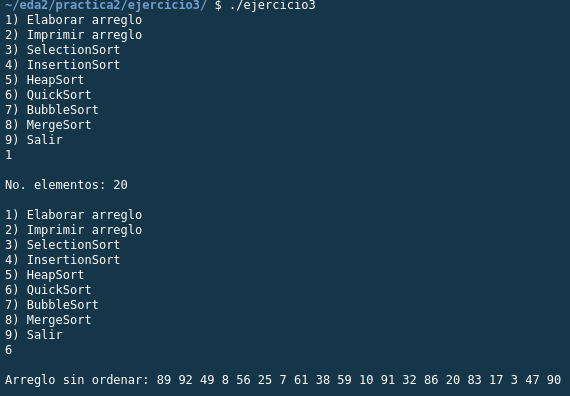 ~/eda2/practica2/ejercicio3/ $ ./ejercicio3
1) Elaborar arreglo
2) Imprimir arreglo
3) SelectionSort
4) InsertionSort
5) HeapSort
6) QuickSort
7) BubbleSort
8) MergeSort
9) Salir
1
No. elementos: 20
1) Elaborar arreglo
2) Imprimir arreglo
3) SelectionSort
4) InsertionSort
5) HeapSort
6) QuickSort
7) BubbleSort
8) MergeSort
9) Salir
6
Arreglo sin ordenar: 89 92 49 8 56 25 7 61 38 59 10 91 32 86 20 83 17 3 47 90